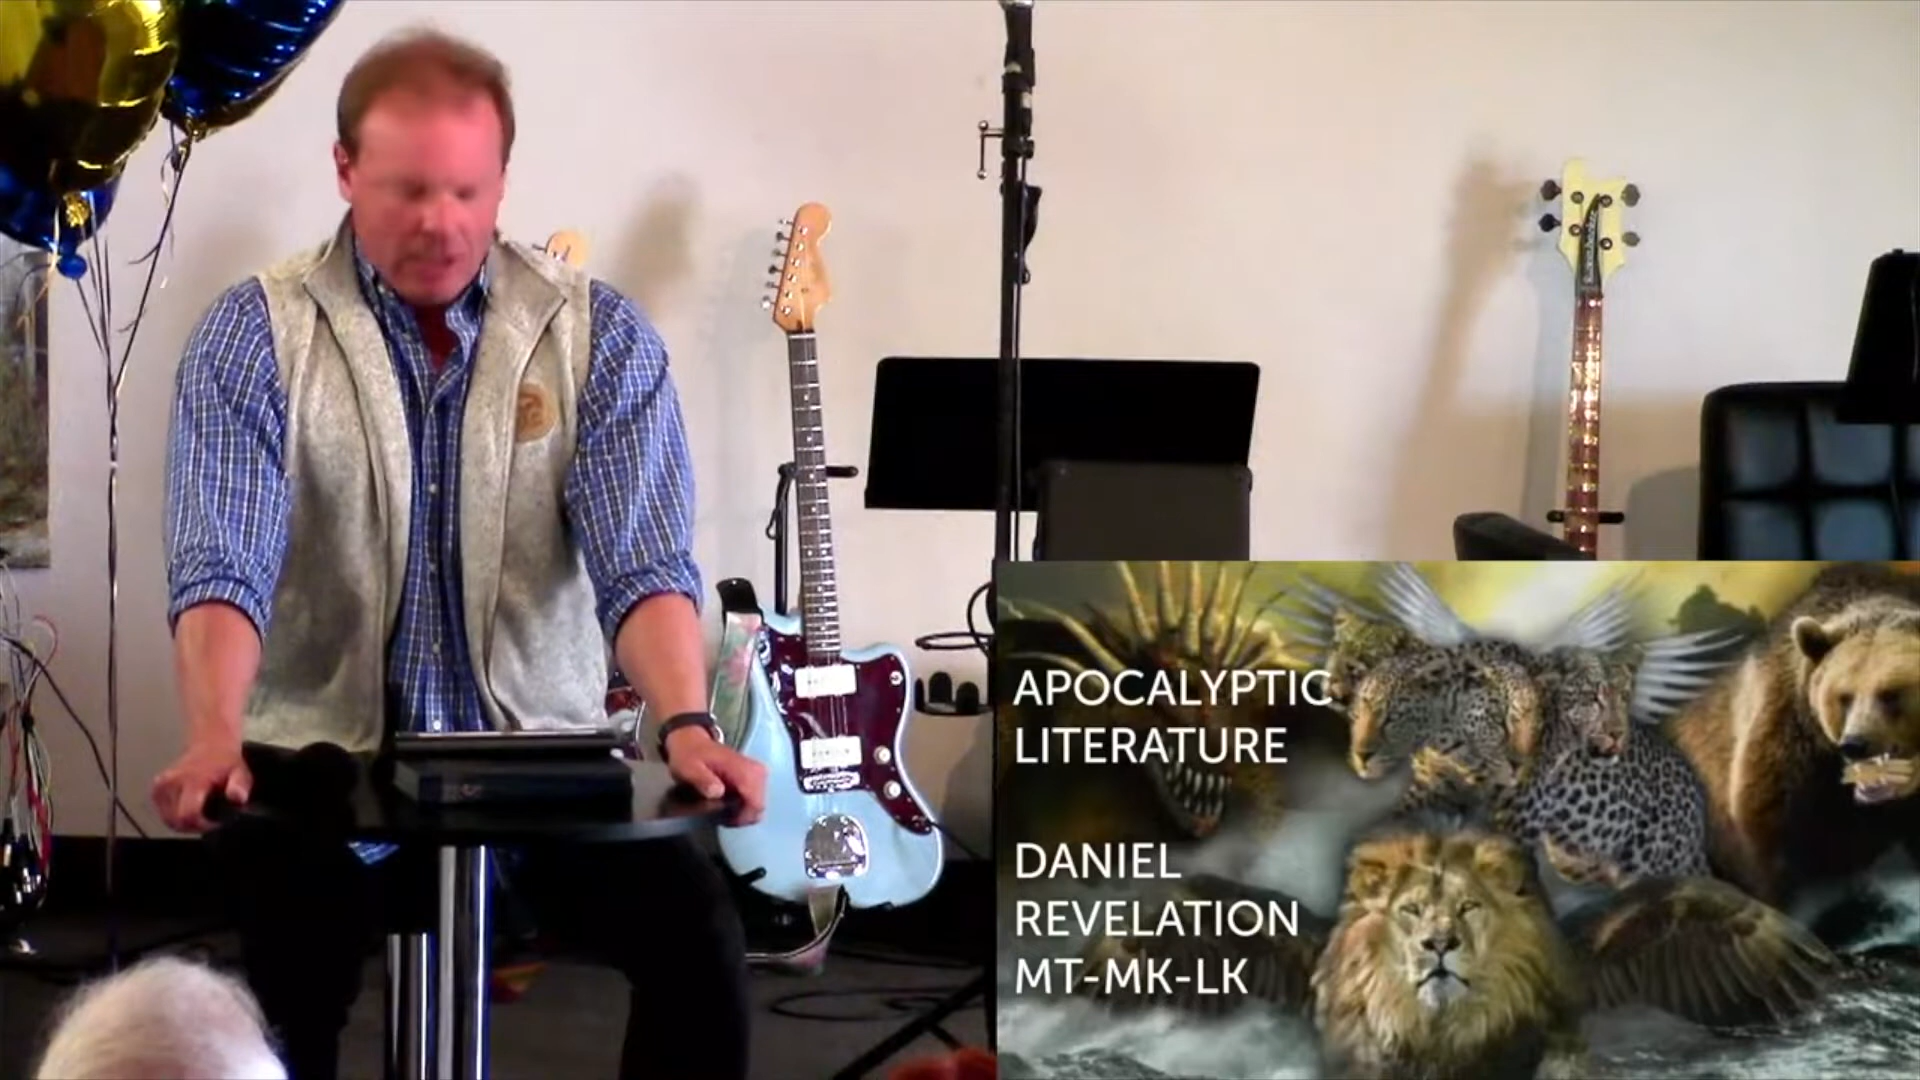 APOCALYPTIC
LITERATURE
DANIEL
REVELATION
MT-MK-LK